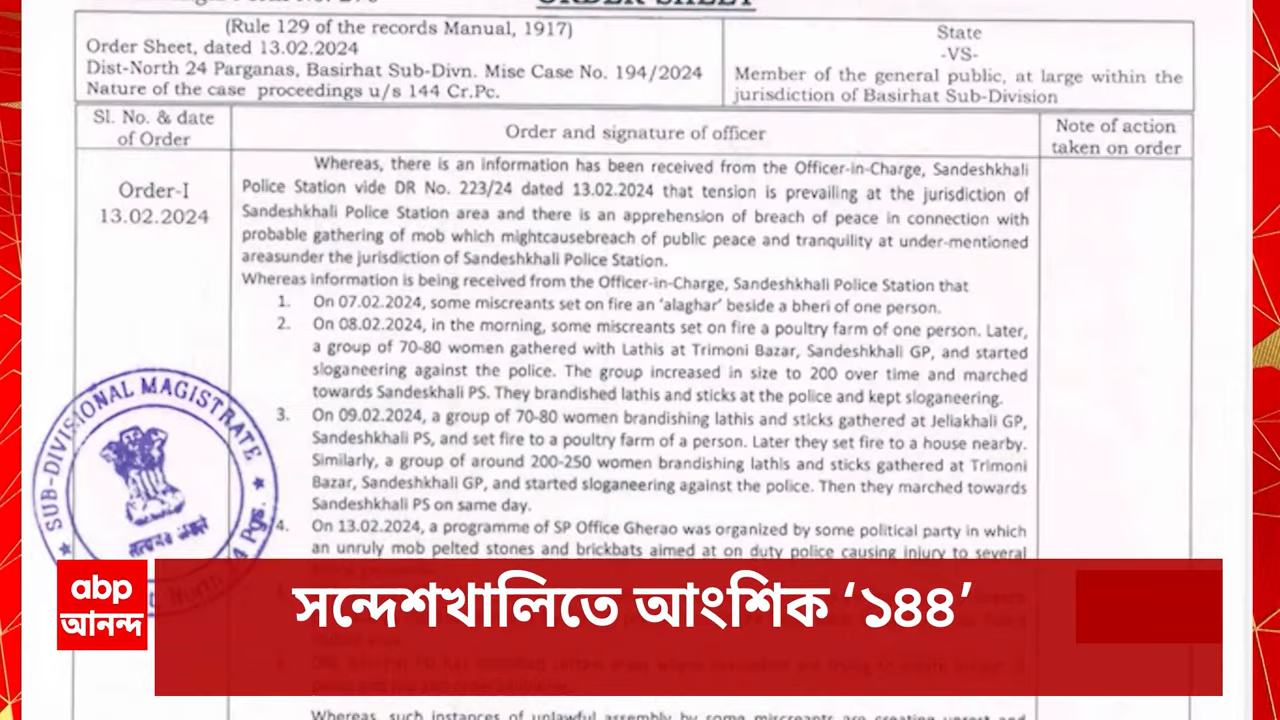 ORDER SHEET
(Rule 129 of the records Manual, 1917)
Order Sheet, dated 13.02.2024
Dist-North 24 Parganas, Basirhat Sub-Divn. Misc Case No. 194/2024
Nature of the case proceedings u/s 144 Cr.Pc.
State
-VS-
Member of the general public, at large within the
jurisdiction of Basirhat Sub-Division
Sl. No. & date
of Order
Order and signature of officer
Note of action
taken on order
Order-I
13.02.2024
Whereas, there is an information has been received from the Officer-in-Charge, Sandeshkhali
Police Station vide DR No. 223/24 dated 13.02.2024 that tension is prevailing at the jurisdiction of
Sandeshkhali Police Station area and there is an apprehension of breach of peace in connection with
probable gathering of mob which mightcausebreach of public peace and tranquility at under-mentioned
areasunder the jurisdiction of Sandeshkhali Police Station.
Whereas information is being received from the Officer-in-Charge, Sandeshkhali Police Station that
1. On 07.02.2024, some miscreants set on fire an ‘alaghar’ beside a bheri of one person.
2. On 08.02.2024, in the morning, some miscreants set on fire a poultry farm of one person. Later,
a group of 70-80 women gathered with Lathis at Trimoni Bazar, Sandeshkhali GP, and started
sloganeering against the police. The group increased in size to 200 over time and marched
towards Sandeskhali PS. They brandished lathis and sticks at the police and kept sloganeering.
3. On 09.02.2024, a group of 70-80 women brandishing lathis and sticks gathered at Jeliakhali GP,
Sandeshkhali PS, and set fire to a poultry farm of a person. Later they set fire to a house nearby.
Similarly, a group of around 200-250 women brandishing lathis and sticks gathered at Trimoni
Bazar, Sandeshkhali GP, and started sloganeering against the police. Then they marched towards
Sandeshkhali PS on same day.
4. On 13.02.2024, a programme of SP Office Gherao was organized by some political party in which
an unruly mob pelted stones and brickbats aimed at on duty police causing injury to several
SUB-DIVISIONAL MAGISTRATE
सत्यमेव जयते
North 24 Pgs.
abp
আনন্দ
সন্দেশখালিতে আংশিক ‘১৪৪’
Whereas, such instances of unlawful assembly by some miscreants are creating unrest and